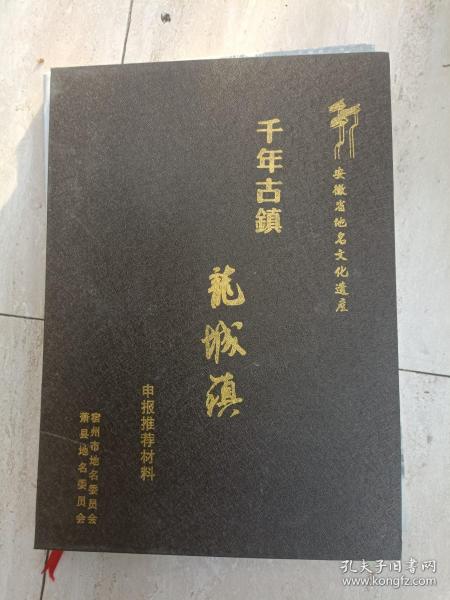 安徽省地名文化遗产
千年古鎮
龍城鎮
申报推荐材料
宿州市地名委员会
萧县地名委员会
孔夫子旧书网
www.kongfz.com